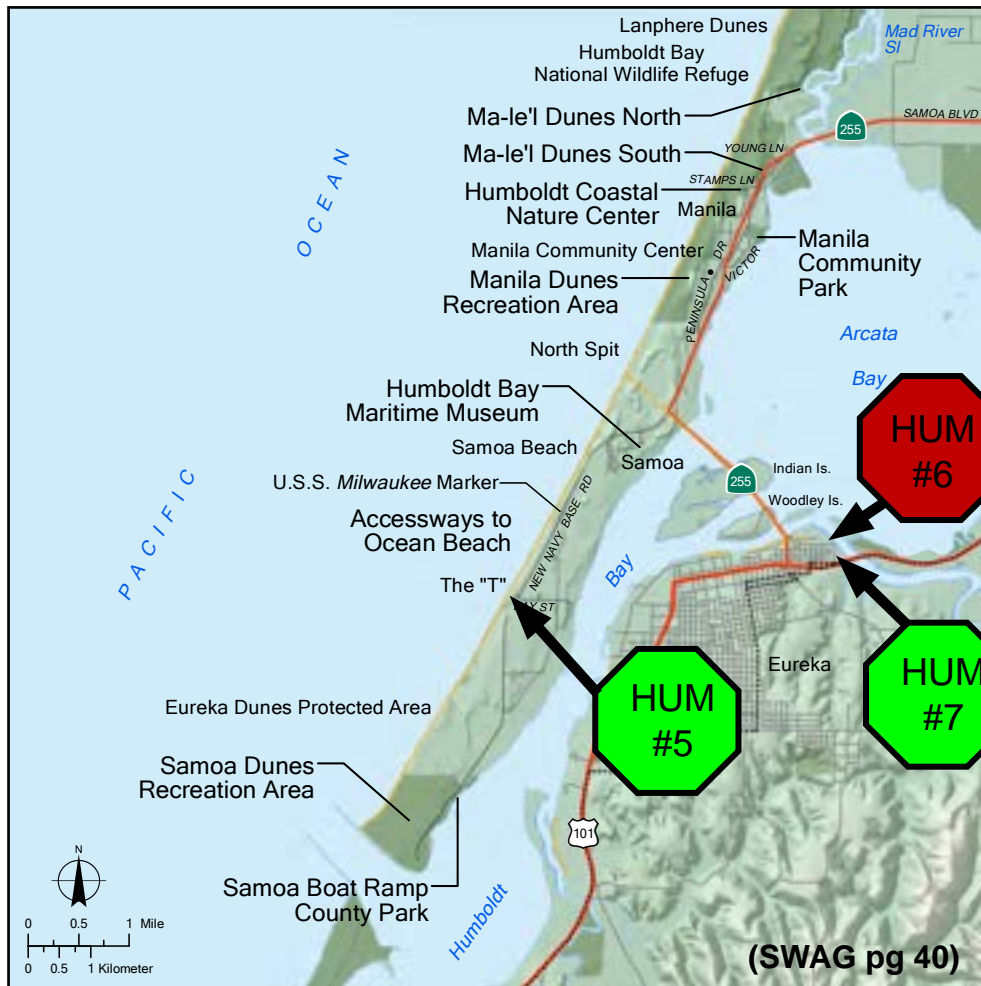 Lanphere Dunes
Humboldt Bay
National Wildlife Refuge
Mad River
Sl
Ma-le'l Dunes North
SAMOA BLVD
255
Ma-le'l Dunes South
YOUNG LN
STAMPS LN
Humboldt Coastal
Nature Center
Manila
Manila Community Center
Manila
Community
Park
Manila Dunes
Recreation Area
PENINSULA DR
VICTOR
OCEAN
PACIFIC
Arcata
Bay
North Spit
Humboldt Bay
Maritime Museum
Samoa Beach
Samoa
HUM
#6
U.S.S. Milwaukee Marker
255
Indian Is.
Woodley Is.
Accessways to
Ocean Beach
NEW NAVY BASE RD
Bay
The "T"
ST
Eureka
HUM
#5
HUM
#7
Eureka Dunes Protected Area
Samoa Dunes
Recreation Area
101
Samoa Boat Ramp
County Park
Humboldt
N
0 0.5 1 Mile
0 0.5 1 Kilometer
(SWAG pg 40)